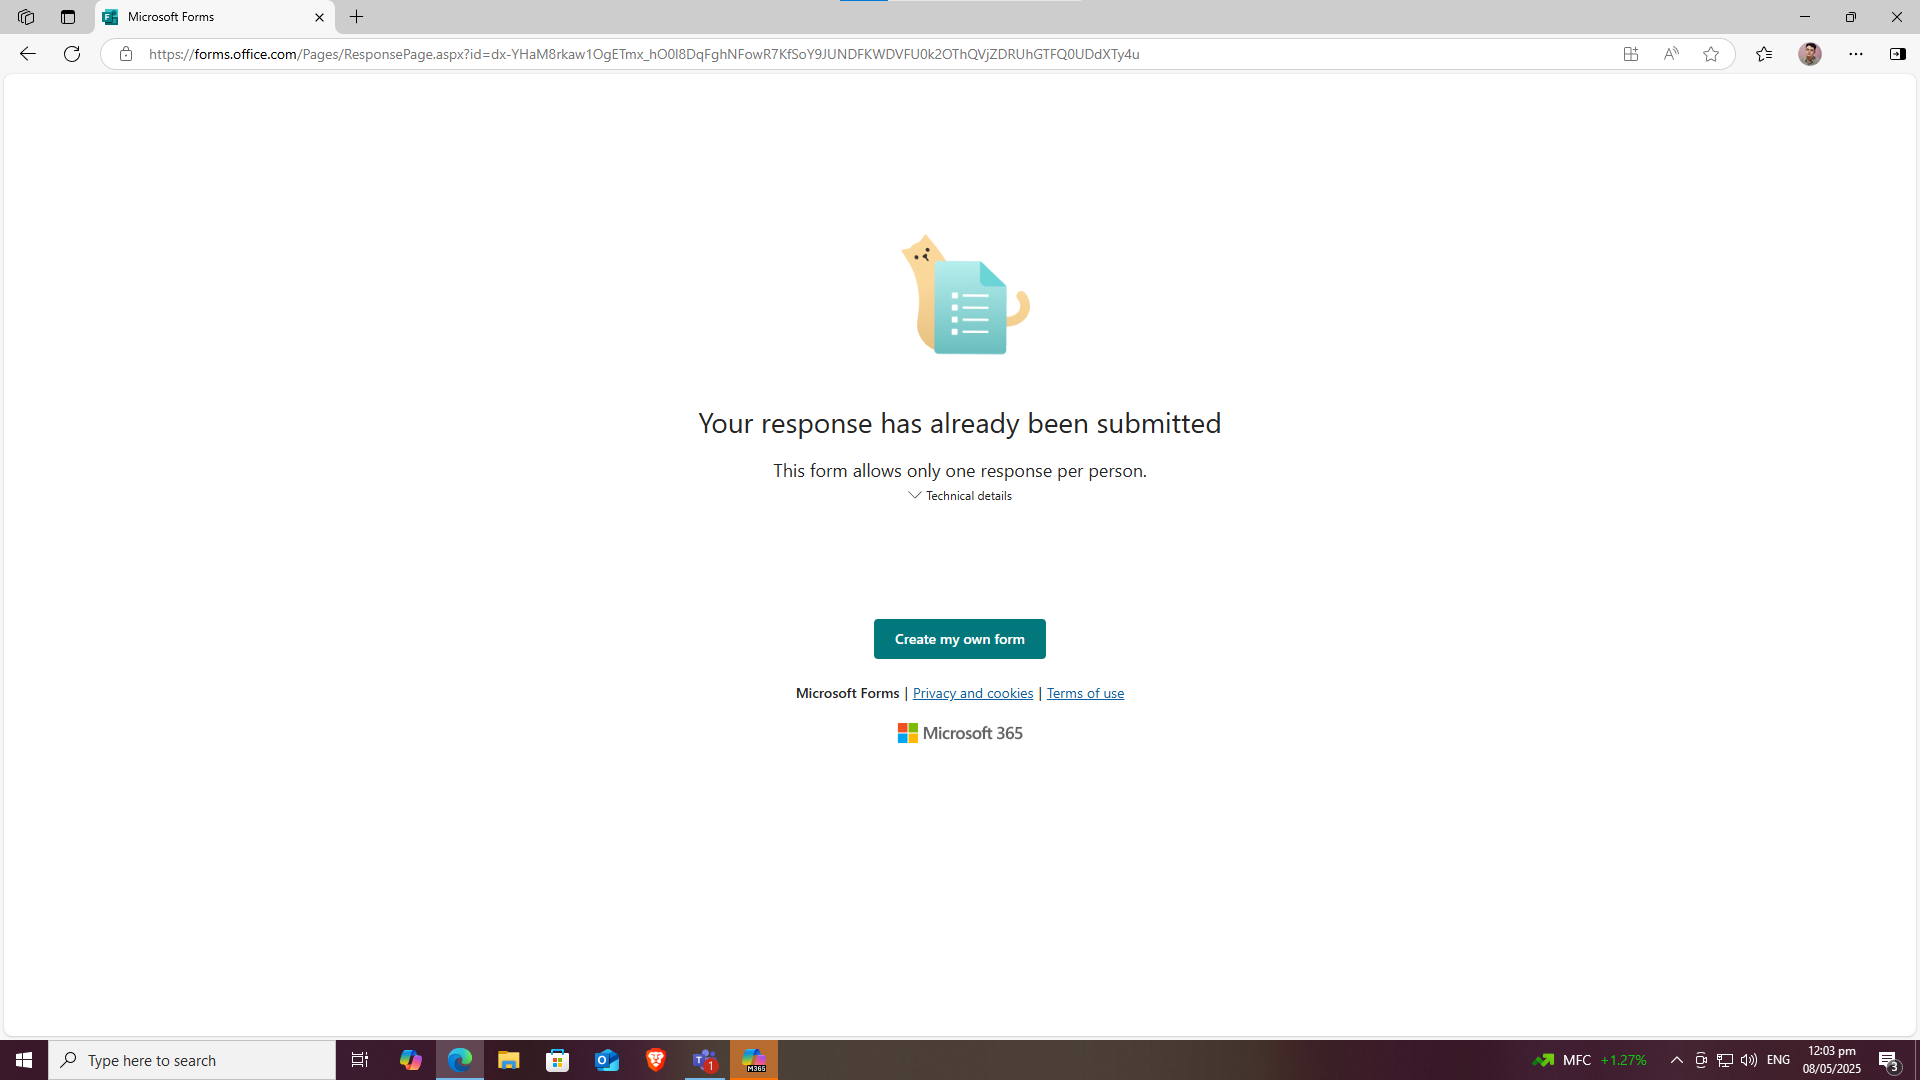 Microsoft Forms
https://forms.office.com/Pages/ResponsePage.aspx?id=dx-YHaM8rkaw1OgETmx_hO0I8DqFghNFowR7KfSoY9JUNDFKWDVFU0k2OThQVjZDRUhGTFQ0UDdXTy4u
Your response has already been submitted
This form allows only one response per person.
Technical details
Create my own form
Microsoft Forms | Privacy and cookies | Terms of use
Microsoft 365
Type here to search
1
M365
MFC +1.27%
ENG
12:03 pm
08/05/2025
3